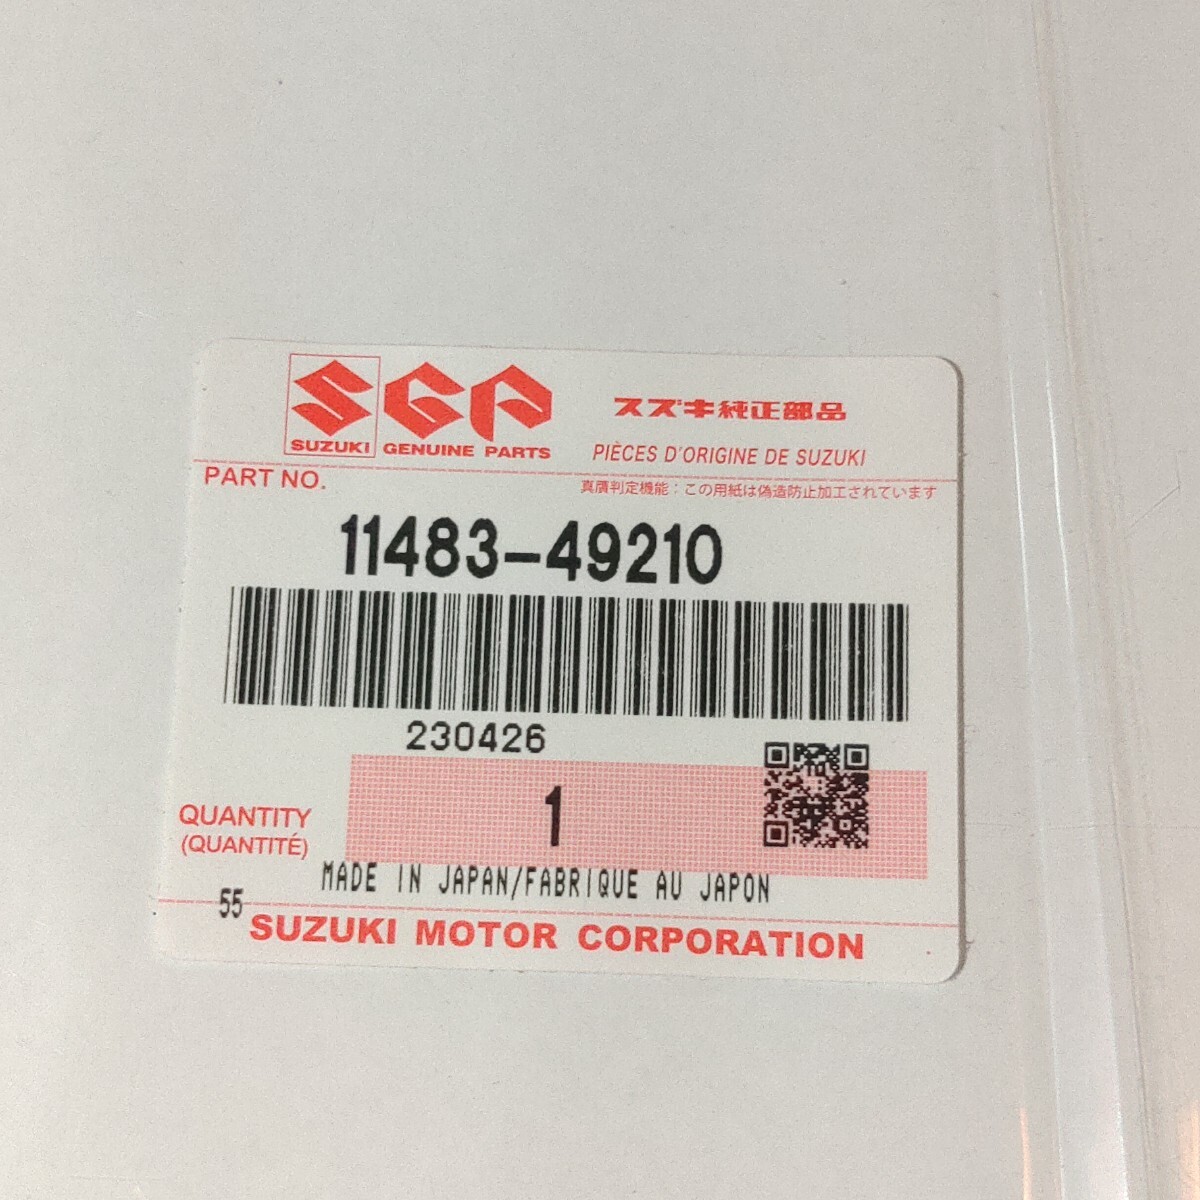 SGP
SUZUKI GENUINE PARTS
スズキ純正部品
PIÈCES D'ORIGINE DE SUZUKI
PART NO.
真贋判定機能：この用紙は偽造防止加工されています
11483-49210
230426
1
QUANTITY
(QUANTITÉ)
MADE IN JAPAN/FABRIQUE AU JAPON
55
SUZUKI MOTOR CORPORATION